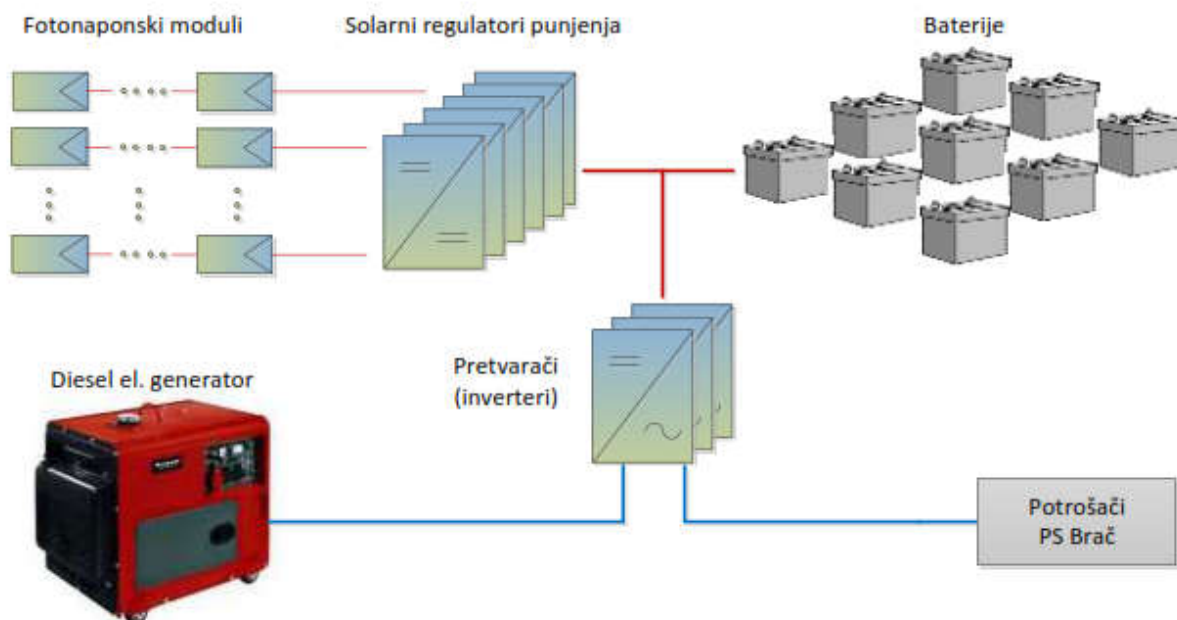 Fotonaponski moduli
Solarni regulatori punjenja
Baterije
Pretvarači
(inverteri)
Diesel el. generator
Potrošači
PS Brač